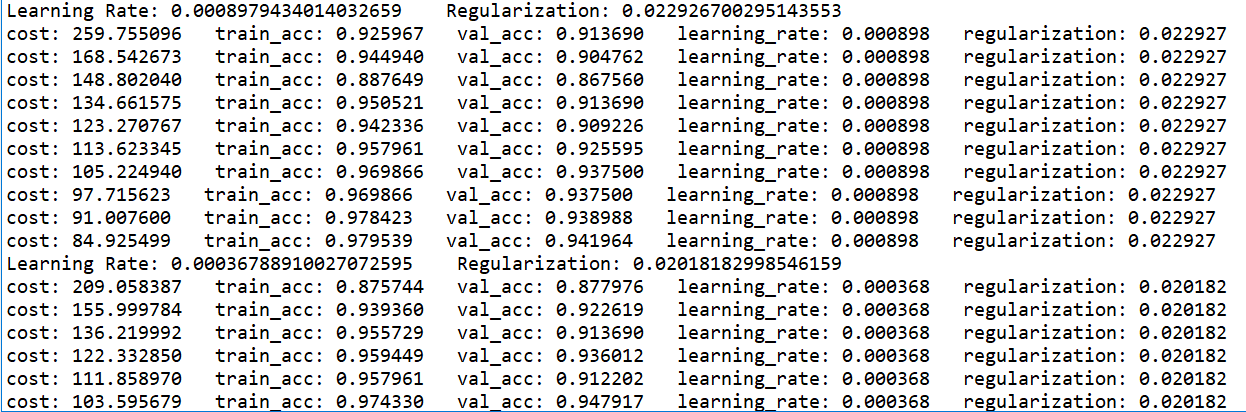 Learning Rate: 0.0008979434014032659    Regularization: 0.022926700295143553
cost: 259.755096   train_acc: 0.925967   val_acc: 0.913690   learning_rate: 0.000898   regularization: 0.022927
cost: 168.542673   train_acc: 0.944940   val_acc: 0.904762   learning_rate: 0.000898   regularization: 0.022927
cost: 148.802040   train_acc: 0.887649   val_acc: 0.867560   learning_rate: 0.000898   regularization: 0.022927
cost: 134.661575   train_acc: 0.950521   val_acc: 0.913690   learning_rate: 0.000898   regularization: 0.022927
cost: 123.270767   train_acc: 0.942336   val_acc: 0.909226   learning_rate: 0.000898   regularization: 0.022927
cost: 113.623345   train_acc: 0.957961   val_acc: 0.925595   learning_rate: 0.000898   regularization: 0.022927
cost: 105.224940   train_acc: 0.969866   val_acc: 0.937500   learning_rate: 0.000898   regularization: 0.022927
cost: 97.715623   train_acc: 0.969866   val_acc: 0.937500   learning_rate: 0.000898   regularization: 0.022927
cost: 91.007600   train_acc: 0.978423   val_acc: 0.938988   learning_rate: 0.000898   regularization: 0.022927
cost: 84.925499   train_acc: 0.979539   val_acc: 0.941964   learning_rate: 0.000898   regularization: 0.022927
Learning Rate: 0.00036788910027072595    Regularization: 0.02018182998546159
cost: 209.058387   train_acc: 0.875744   val_acc: 0.877976   learning_rate: 0.000368   regularization: 0.020182
cost: 155.999784   train_acc: 0.939360   val_acc: 0.922619   learning_rate: 0.000368   regularization: 0.020182
cost: 136.219992   train_acc: 0.955729   val_acc: 0.913690   learning_rate: 0.000368   regularization: 0.020182
cost: 122.332850   train_acc: 0.959449   val_acc: 0.936012   learning_rate: 0.000368   regularization: 0.020182
cost: 111.858970   train_acc: 0.957961   val_acc: 0.912202   learning_rate: 0.000368   regularization: 0.020182
cost: 103.595679   train_acc: 0.974330   val_acc: 0.947917   learning_rate: 0.000368   regularization: 0.020182